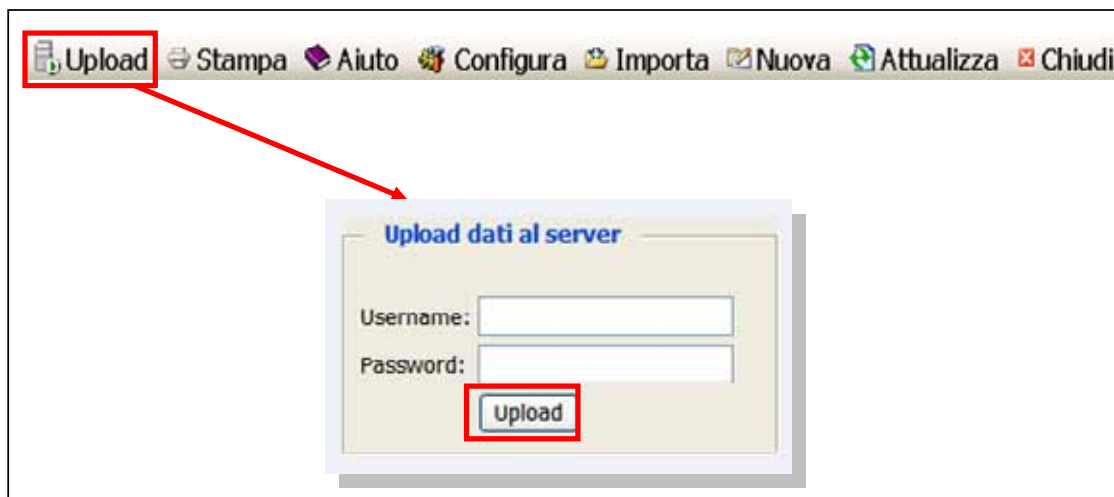 Upload Stampa Aiuto Configura Importa Nuova Attualizza Chiudi
Upload dati al server
Username:
Password:
Upload